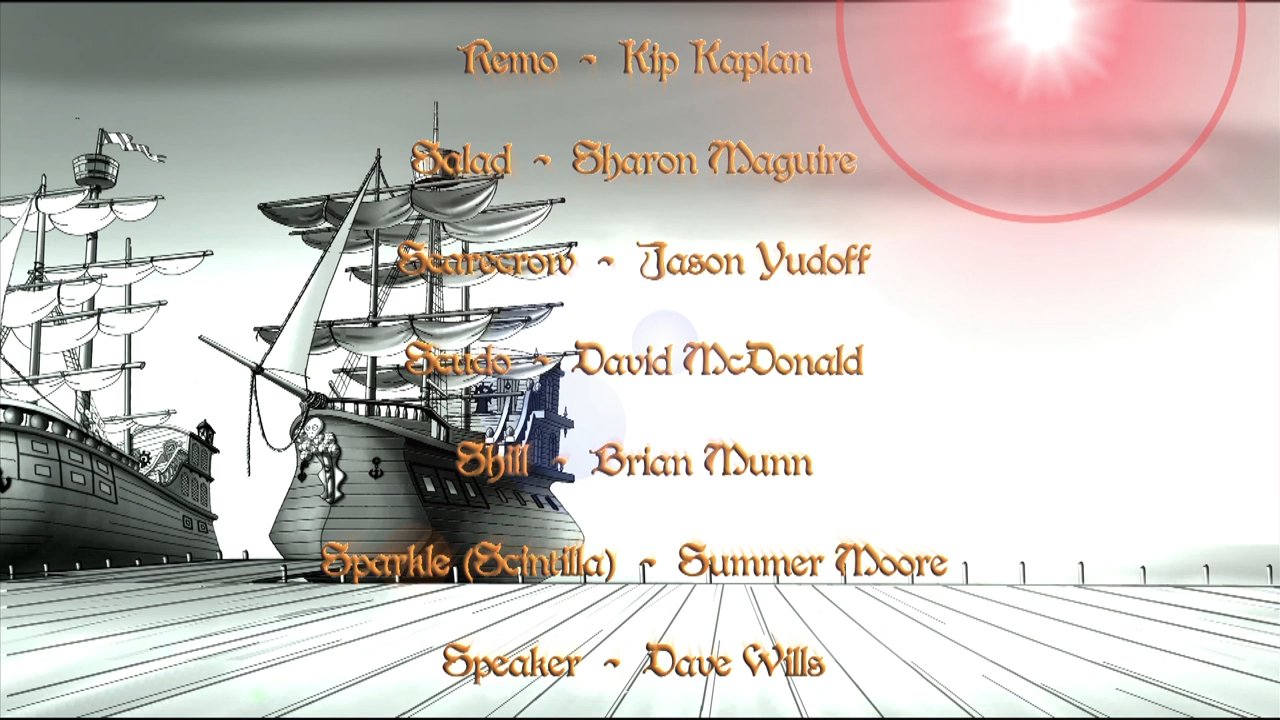 Remo ~ Kip Kaplan
Salad ~ Sharon Maguire
Scarecrow ~ Jason Yudoff
Scudo ~ David McDonald
Shill ~ Brian Munn
Sparkle (Scintilla) ~ Summer Moore
Speaker ~ Dave Wills